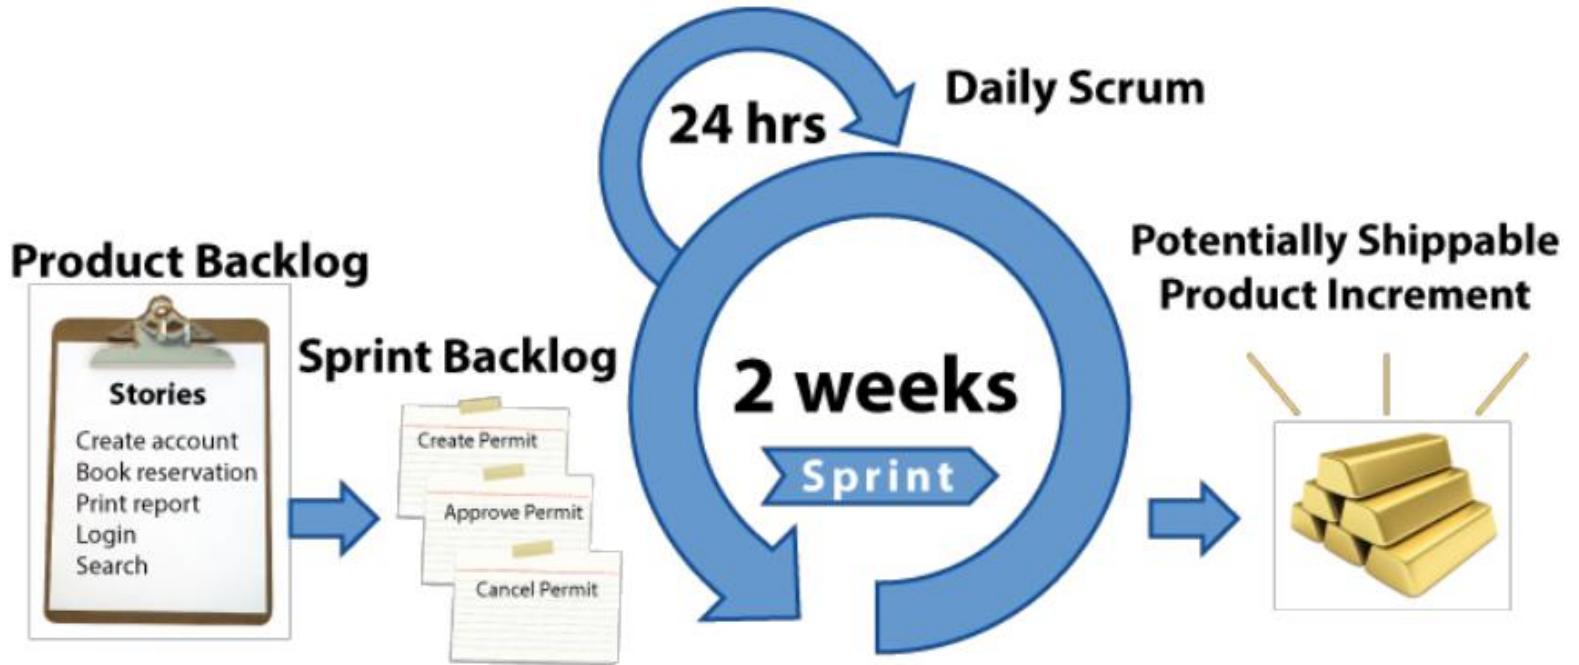 Product Backlog
Stories
Create account
Book reservation
Print report
Login
Search
Sprint Backlog
Create Permit
Approve Permit
Cancel Permit
24 hrs
Daily Scrum
2 weeks
Sprint
Potentially Shippable
Product Increment